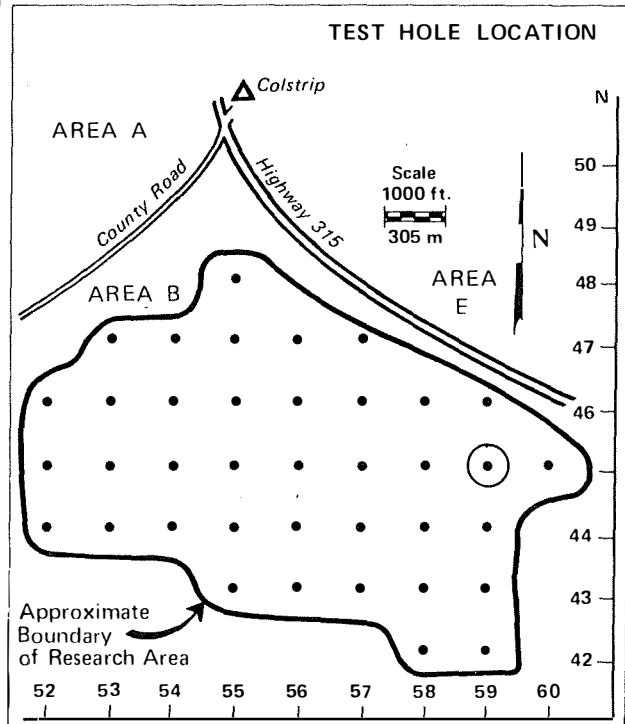 TEST HOLE LOCATION
Colstrip
N
AREA A
50
County Road
Highway 315
Scale
1000 ft.
305 m
49
N
AREA B
AREA
E
48
47
46
45
44
43
42
Approximate
Boundary
of Research Area
52 53 54 55 56 57 58 59 60